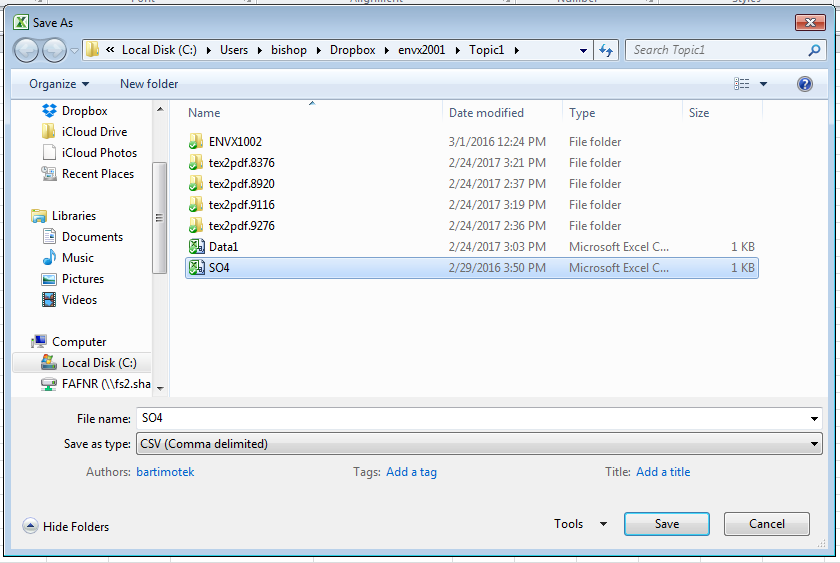 Font Alignment Number Styles
Save As
« Local Disk (C:) Users bishop Dropbox envx2001 Topic1 Search Topic1
Organize New folder
Name Date modified Type Size
Dropbox
iCloud Drive
iCloud Photos
Recent Places
Libraries
Documents
Music
Pictures
Videos
Computer
Local Disk (C:)
FAFNR (\\fs2.sha
ENVX1002 3/1/2016 12:24 PM File folder
tex2pdf.8376 2/24/2017 3:21 PM File folder
tex2pdf.8920 2/24/2017 2:37 PM File folder
tex2pdf.9116 2/24/2017 3:19 PM File folder
tex2pdf.9276 2/24/2017 2:36 PM File folder
Data1 2/24/2017 3:03 PM Microsoft Excel C... 1 KB
SO4 2/29/2016 3:50 PM Microsoft Excel C... 1 KB
File name: SO4
Save as type: CSV (Comma delimited)
Authors: bartimotek Tags: Add a tag Title: Add a title
Hide Folders Tools Save Cancel